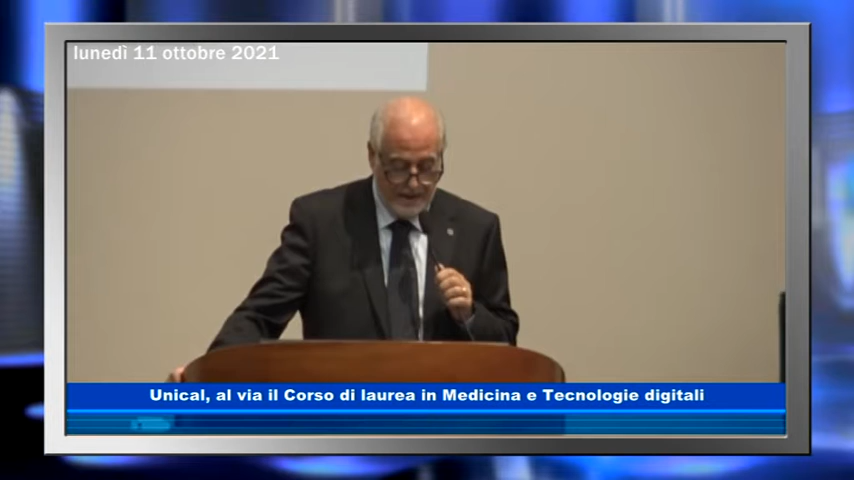 lunedì 11 ottobre 2021
Unical, al via il Corso di laurea in Medicina e Tecnologie digitali